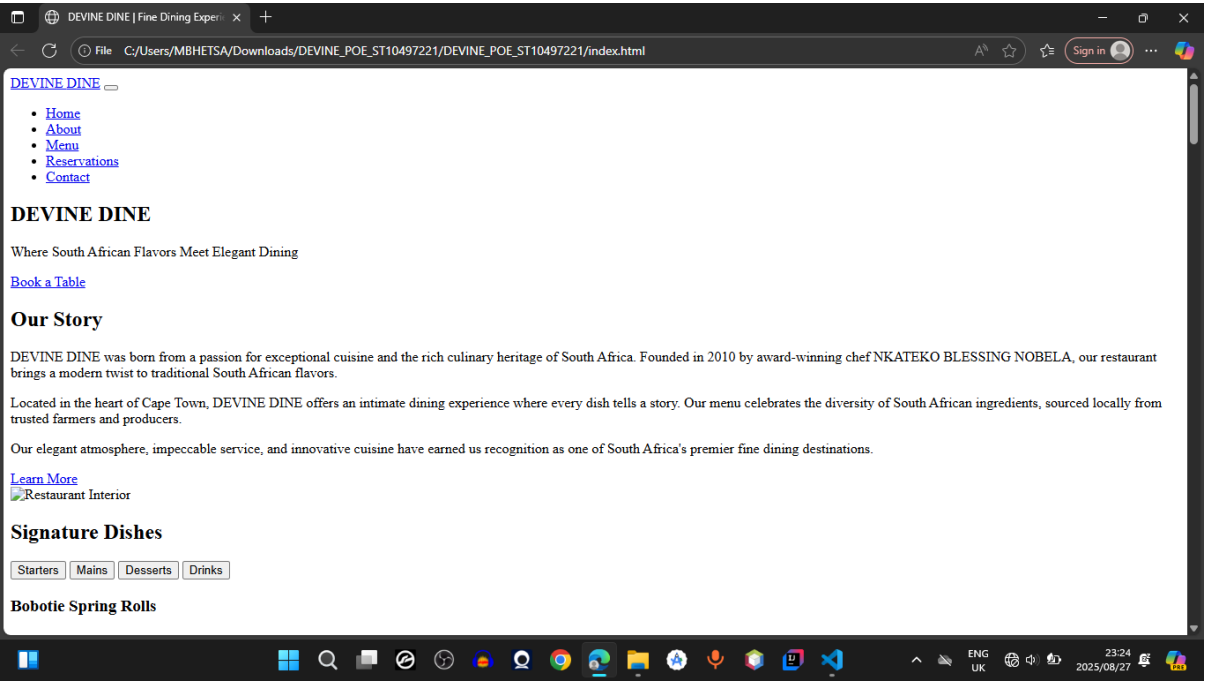 DEVINE DINE | Fine Dining Experi
File C:/Users/MBHETSA/Downloads/DEVINE_POE_ST10497221/DEVINE_POE_ST10497221/index.html
Sign in
DEVINE DINE
Home
About
Menu
Reservations
Contact
DEVINE DINE
Where South African Flavors Meet Elegant Dining
Book a Table
Our Story
DEVINE DINE was born from a passion for exceptional cuisine and the rich culinary heritage of South Africa. Founded in 2010 by award-winning chef NKATEKO BLESSING NOBELA, our restaurant
brings a modern twist to traditional South African flavors.
Located in the heart of Cape Town, DEVINE DINE offers an intimate dining experience where every dish tells a story. Our menu celebrates the diversity of South African ingredients, sourced locally from
trusted farmers and producers.
Our elegant atmosphere, impeccable service, and innovative cuisine have earned us recognition as one of South Africa's premier fine dining destinations.
Learn More
Restaurant Interior
Signature Dishes
Starters Mains Desserts Drinks
Bobotie Spring Rolls
ENG
UK
23:24
2025/08/27
PRE